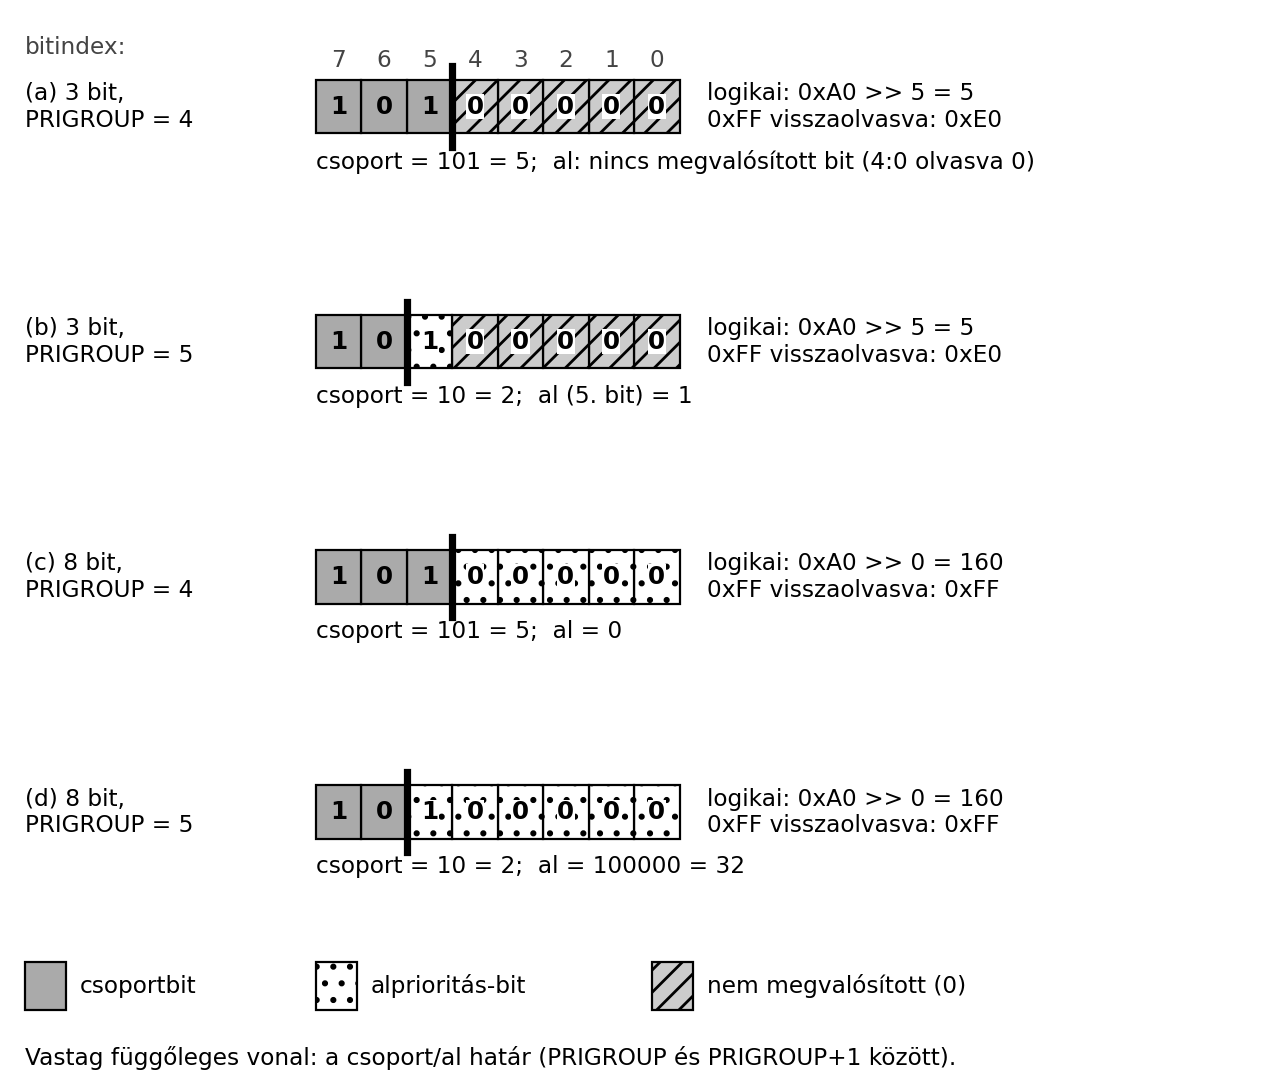 bitindex:
7 6 5 4 3 2 1 0
(a) 3 bit,
PRIGROUP = 4
1 0 1 0 0 0 0 0
logikai: 0xA0 >> 5 = 5
0xFF visszaolvasva: 0xE0
csoport = 101 = 5;  al: nincs megvalósított bit (4:0 olvasva 0)
(b) 3 bit,
PRIGROUP = 5
1 0 1 0 0 0 0 0
logikai: 0xA0 >> 5 = 5
0xFF visszaolvasva: 0xE0
csoport = 10 = 2;  al (5. bit) = 1
(c) 8 bit,
PRIGROUP = 4
1 0 1 0 0 0 0 0
logikai: 0xA0 >> 0 = 160
0xFF visszaolvasva: 0xFF
csoport = 101 = 5;  al = 0
(d) 8 bit,
PRIGROUP = 5
1 0 1 0 0 0 0 0
logikai: 0xA0 >> 0 = 160
0xFF visszaolvasva: 0xFF
csoport = 10 = 2;  al = 100000 = 32
csoportbit
alprioritás-bit
nem megvalósított (0)
Vastag függőleges vonal: a csoport/al határ (PRIGROUP és PRIGROUP+1 között).